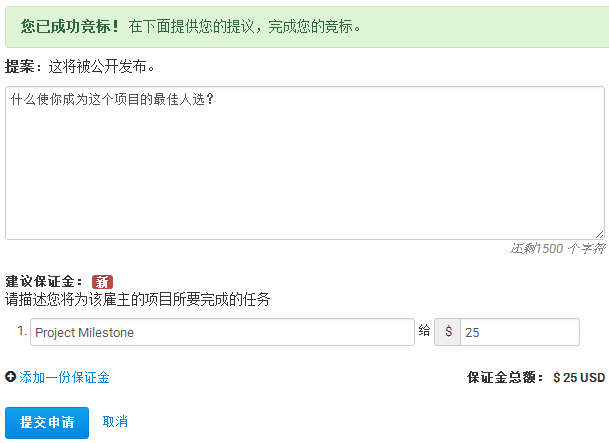 您已成功竞标！ 在下面提供您的提议，完成您的竞标。
提案：这将被公开发布。
什么使你成为这个项目的最佳人选？
还剩1500 个字符
建议保证金： 新
请描述您将为该雇主的项目所要完成的任务
1. Project Milestone 给 $ 25
添加一份保证金 保证金总额： $ 25 USD
提交申请 取消